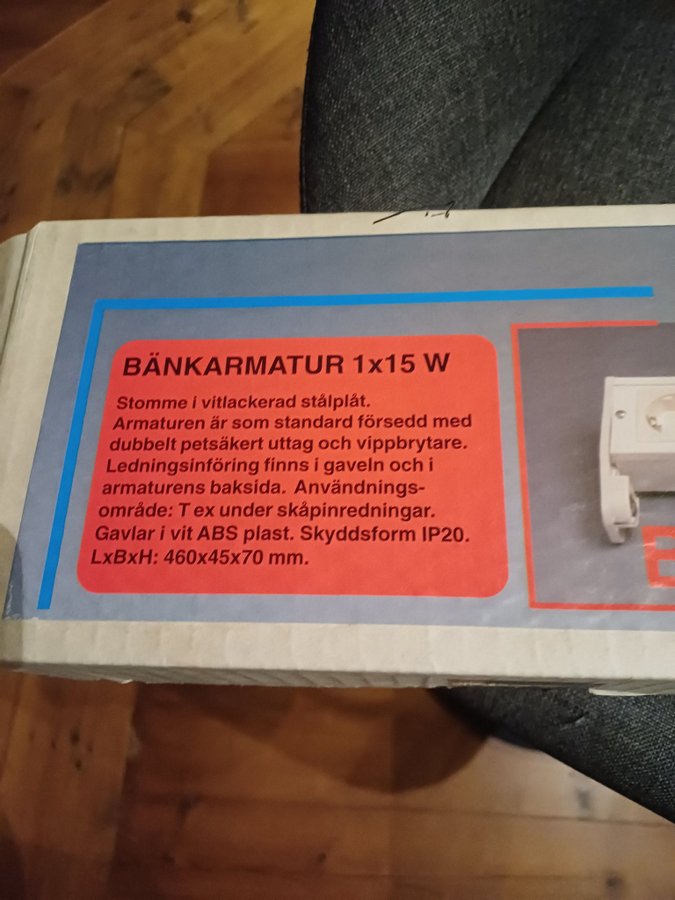 BÄNKARMATUR 1x15 W
Stomme i vitlackerad stålplåt.
Armaturen är som standard försedd med
dubbelt petsäkert uttag och vippbrytare.
Ledningsinföring finns i gaveln och i
armaturens baksida. Användnings-
område: T ex under skåpinredningar.
Gavlar i vit ABS plast. Skyddsform IP20.
LxBxH: 460x45x70 mm.